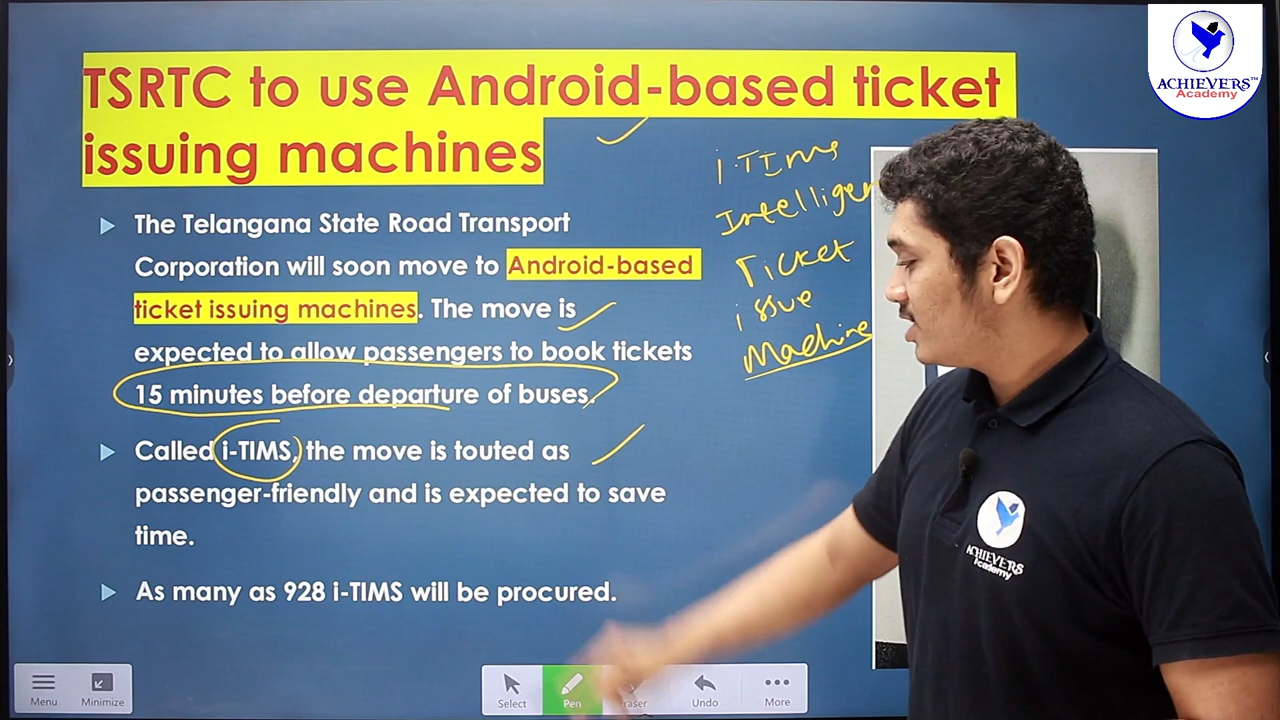 TSRTC to use Android-based ticket
issuing machines
The Telangana State Road Transport
Corporation will soon move to Android-based
ticket issuing machines. The move is
expected to allow passengers to book tickets
15 minutes before departure of buses.
Called i-TIMS, the move is touted as
passenger-friendly and is expected to save
time.
As many as 928 i-TIMS will be procured.
i-TIms
Intelligen
Ticket
issue
Machine
ACHIEVERS™
Academy
ACHIEVERS
Academy
Menu
Minimize
Select
Pen
raser
Undo
More